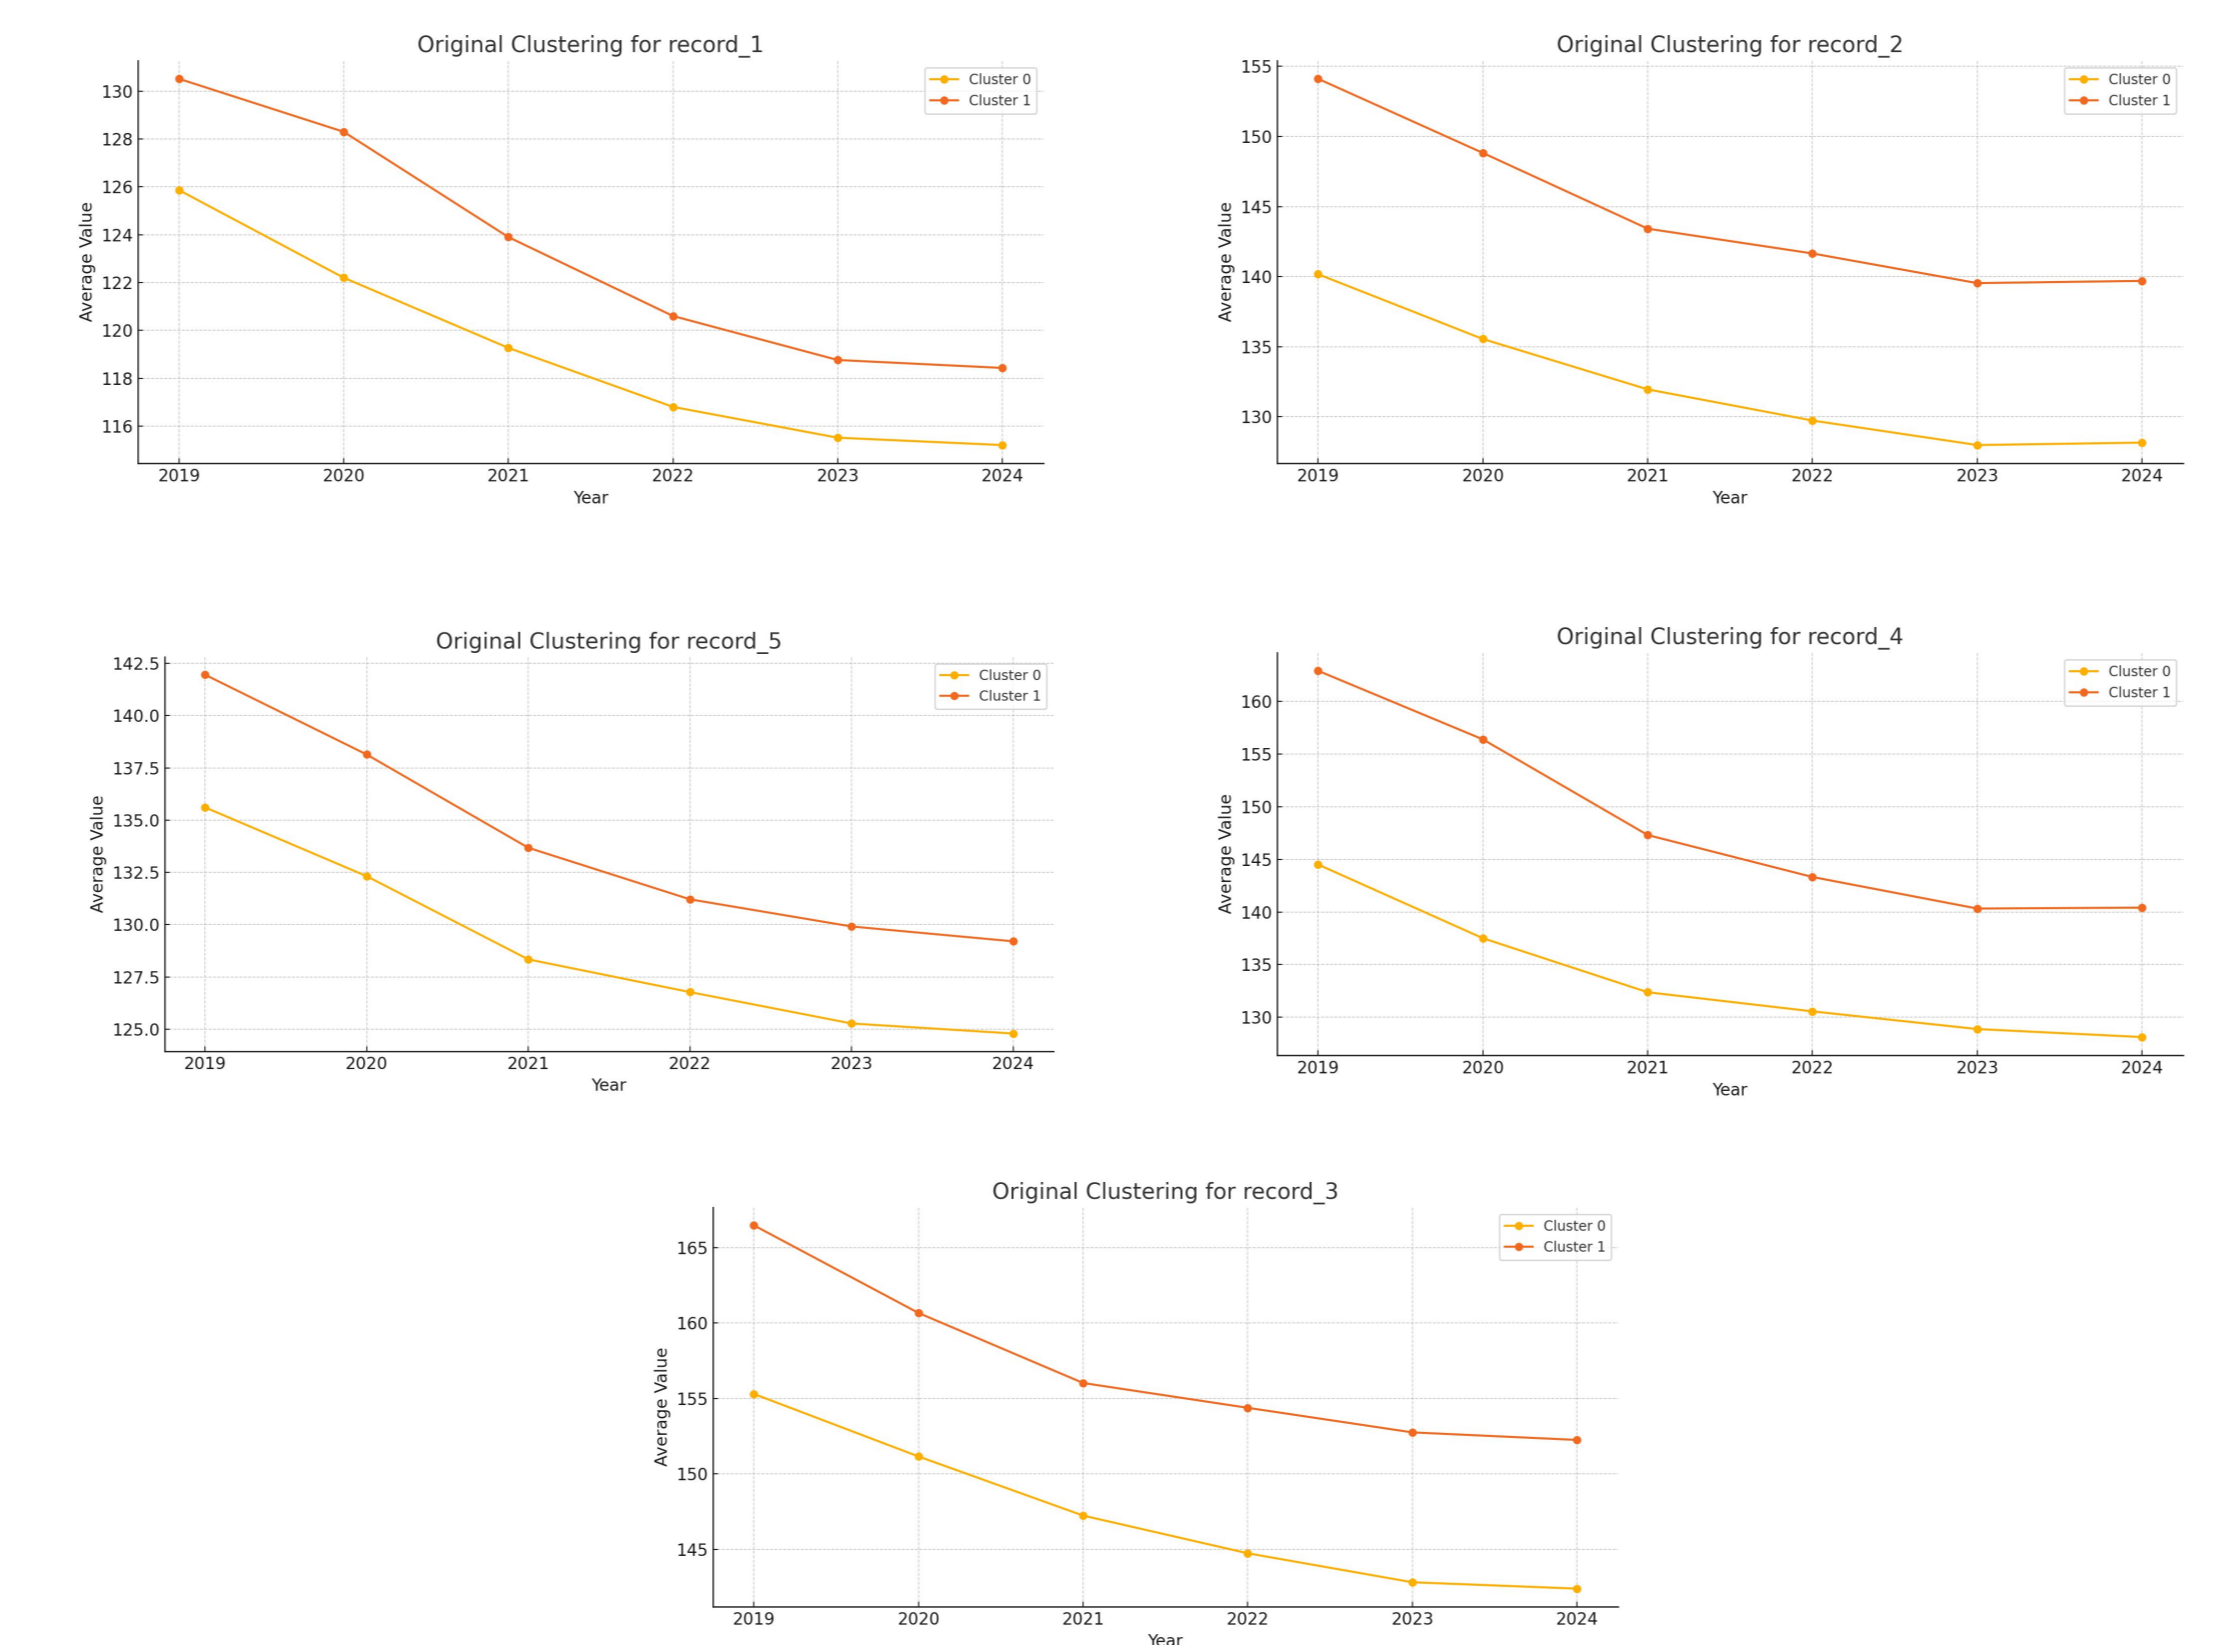 Original Clustering for record_1
Cluster 0
Cluster 1
130
128
126
124
122
120
118
116
Average Value
2019 2020 2021 2022 2023 2024
Year
Original Clustering for record_2
Cluster 0
Cluster 1
155
150
145
140
135
130
Average Value
2019 2020 2021 2022 2023 2024
Year
Original Clustering for record_5
Cluster 0
Cluster 1
142.5
140.0
137.5
135.0
132.5
130.0
127.5
125.0
Average Value
2019 2020 2021 2022 2023 2024
Year
Original Clustering for record_4
Cluster 0
Cluster 1
160
155
150
145
140
135
130
Average Value
2019 2020 2021 2022 2023 2024
Year
Original Clustering for record_3
Cluster 0
Cluster 1
165
160
155
150
145
Average Value
2019 2020 2021 2022 2023 2024
Year